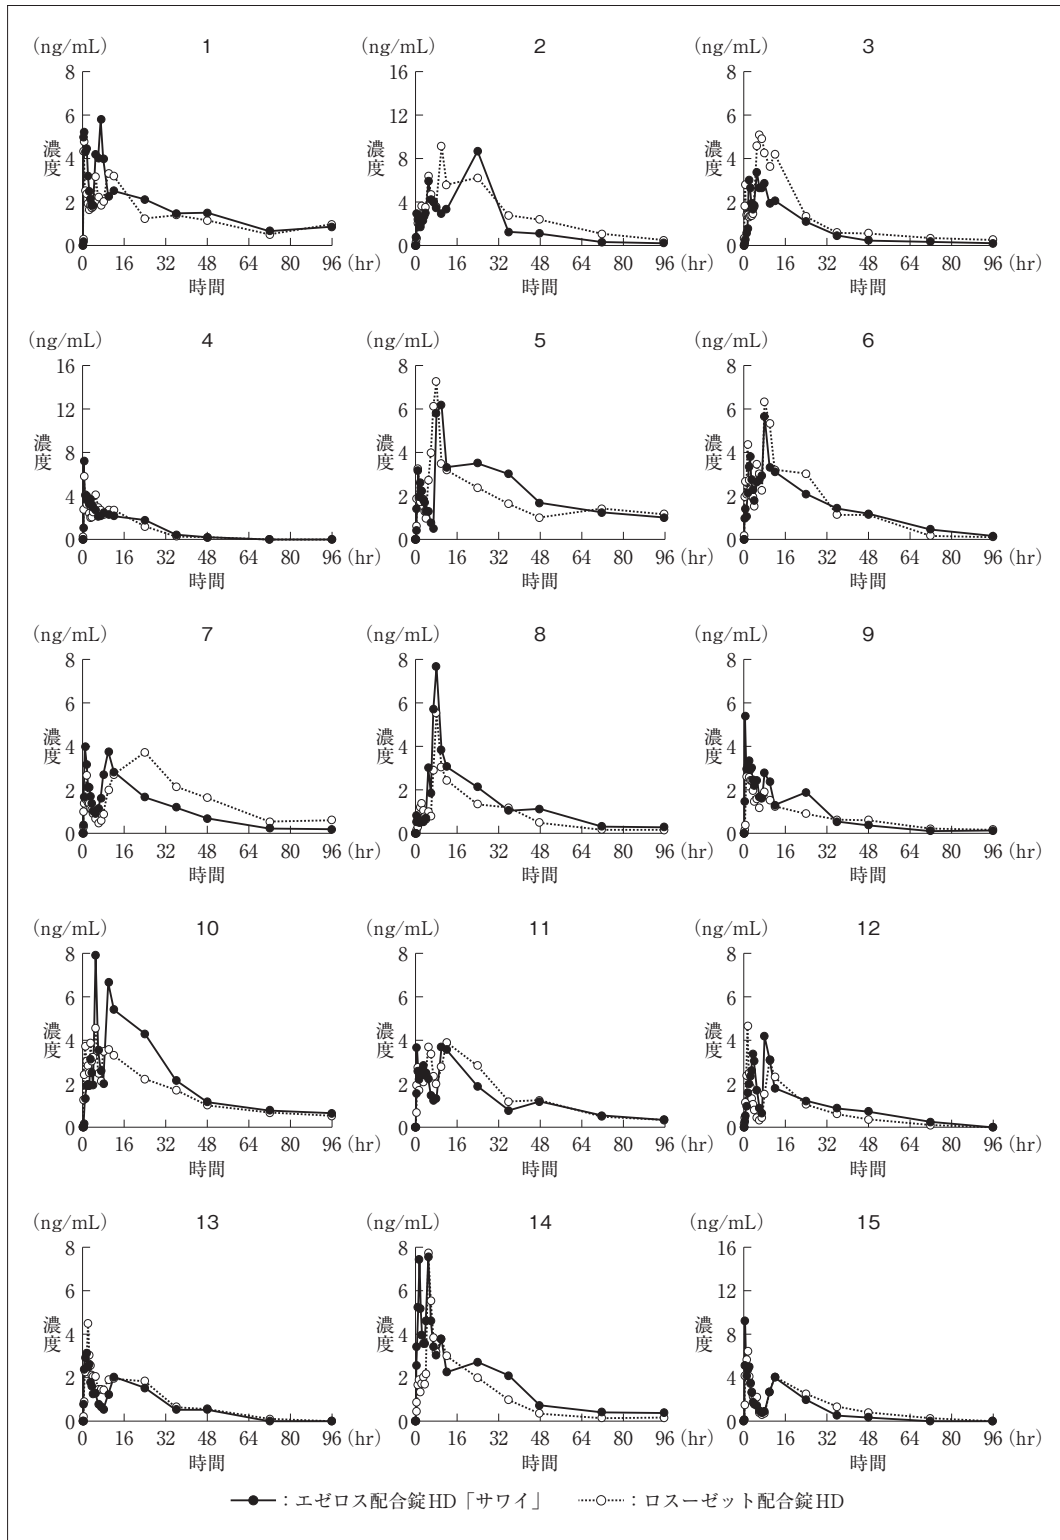 (ng/mL) 1
8
6
4
2
0
濃度
0 16 32 48 64 80 96 (hr)
時間
(ng/mL) 2
16
12
8
4
0
濃度
0 16 32 48 64 80 96 (hr)
時間
(ng/mL) 3
8
6
4
2
0
濃度
0 16 32 48 64 80 96 (hr)
時間
(ng/mL) 4
16
12
8
4
0
濃度
0 16 32 48 64 80 96 (hr)
時間
(ng/mL) 5
8
6
4
2
0
濃度
0 16 32 48 64 80 96 (hr)
時間
(ng/mL) 6
8
6
4
2
0
濃度
0 16 32 48 64 80 96 (hr)
時間
(ng/mL) 7
8
6
4
2
0
濃度
0 16 32 48 64 80 96 (hr)
時間
(ng/mL) 8
8
6
4
2
0
濃度
0 16 32 48 64 80 96 (hr)
時間
(ng/mL) 9
8
6
4
2
0
濃度
0 16 32 48 64 80 96 (hr)
時間
(ng/mL) 10
8
6
4
2
0
濃度
0 16 32 48 64 80 96 (hr)
時間
(ng/mL) 11
8
6
4
2
0
濃度
0 16 32 48 64 80 96 (hr)
時間
(ng/mL) 12
8
6
4
2
0
濃度
0 16 32 48 64 80 96 (hr)
時間
(ng/mL) 13
8
6
4
2
0
濃度
0 16 32 48 64 80 96 (hr)
時間
(ng/mL) 14
8
6
4
2
0
濃度
0 16 32 48 64 80 96 (hr)
時間
(ng/mL) 15
16
12
8
4
0
濃度
0 16 32 48 64 80 96 (hr)
時間
：エゼロス配合錠HD「サワイ」 ：ロスーゼット配合錠HD